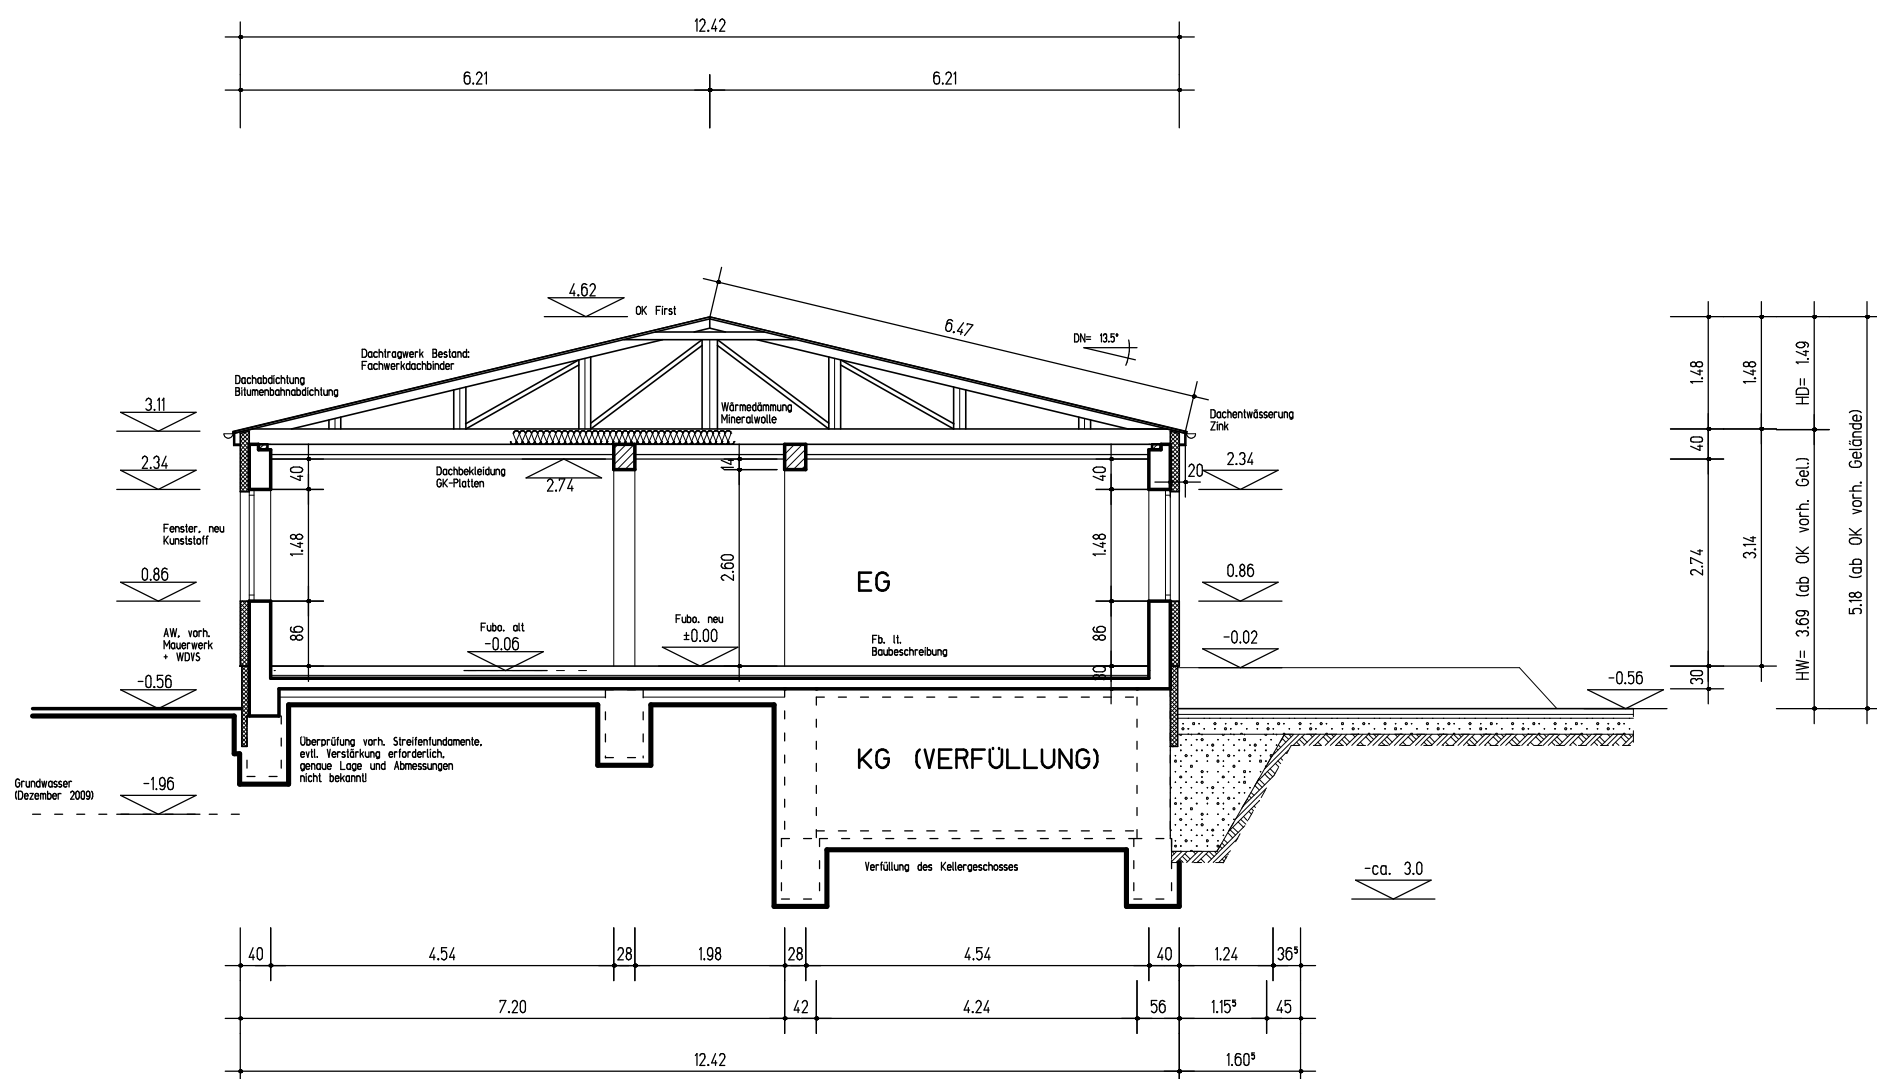 12.42
6.21
6.21
4.62
OK First
6.47
DN= 13.5°
Dachtragwerk Bestand:
Fachwerkdachbinder
Dachabdichtung
Bitumenbahnabdichtung
3.11
Wärmedämmung
Mineralwolle
Dachentwässerung
Zink
2.34
40
Dachbekleidung
GK-Platten
2.74
14
40
20
2.34
Fenster, neu
Kunststoff
1.48
2.60
1.48
EG
0.86
0.86
AW, vorh.
Mauerwerk
+ WDVS
86
Fubo. alt
-0.06
Fubo. neu
±0.00
Fb. lt.
Baubeschreibung
86
-0.02
30
-0.56
-0.56
Überprüfung vorh. Streifenfundamente,
evtl. Verstärkung erforderlich,
genaue Lage und Abmessungen
nicht bekannt!
KG (VERFÜLLUNG)
Grundwasser
(Dezember 2009)
-1.96
Verfüllung des Kellergeschosses
-ca. 3.0
1.48
40
2.74
30
1.48
3.14
HD= 1.49
HW= 3.69 (ab OK vorh. Gel.)
5.18 (ab OK vorh. Gelände)
40
4.54
28
1.98
28
4.54
40
1.24
36⁵
7.20
42
4.24
56
1.15⁵
45
12.42
1.60⁵